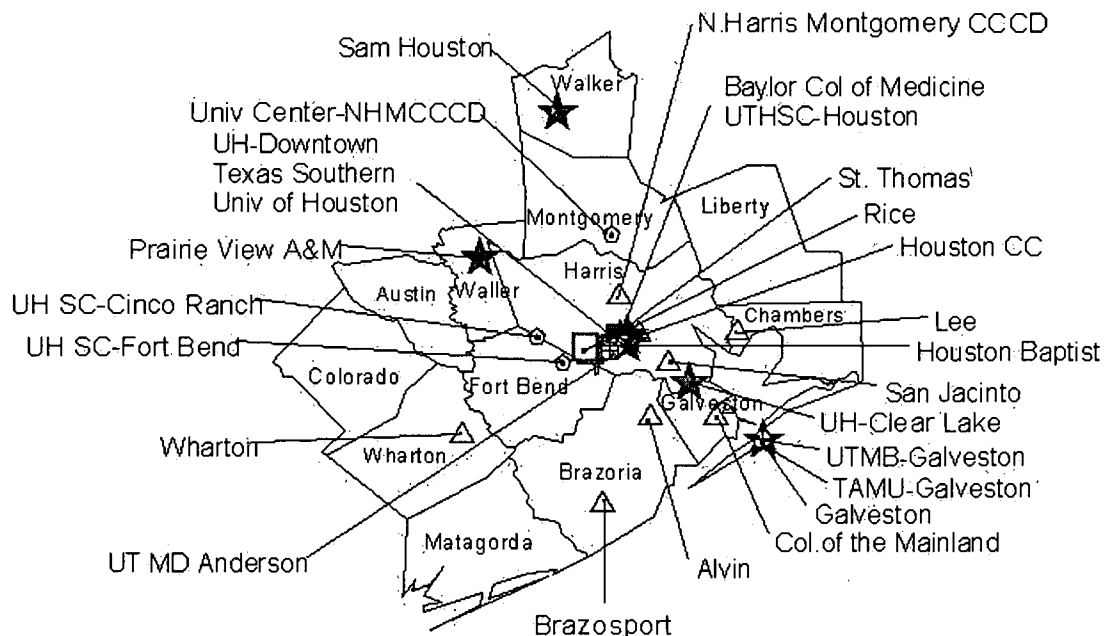 N.Harris Montgomery CCCD
Sam Houston
Walker
Baylor Col of Medicine
UTHSC-Houston
Univ Center-NHMCCCD
UH-Downtown
Texas Southern
Univ of Houston
St. Thomas
Rice
Houston CC
Montgomery
Liberty
Prairie View A&M
Harris
Austin
Waller
UH SC-Cinco Ranch
Chambers
Lee
UH SC-Fort Bend
Houston Baptist
Colorado
Fort Bend
San Jacinto
Galveston
UH-Clear Lake
Wharton
Wharton
UTMB-Galveston
Brazoria
TAMU-Galveston
Galveston
Col.of the Mainland
Matagorda
UT MD Anderson
Alvin
Brazosport